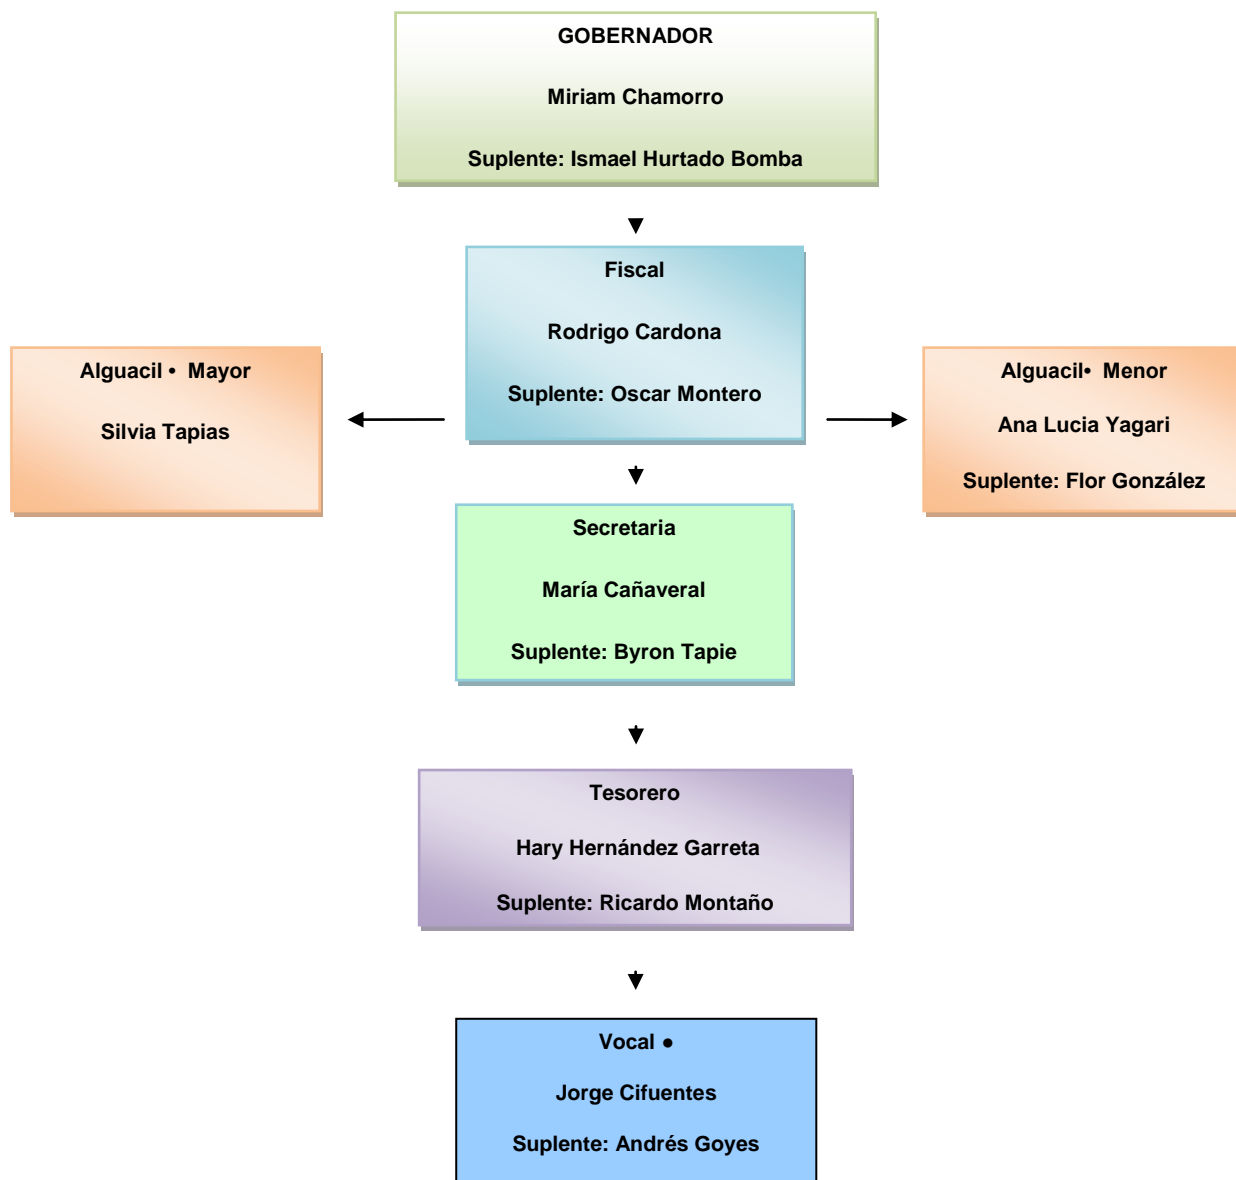 GOBERNADOR
Miriam Chamorro
Suplente: Ismael Hurtado Bomba
Fiscal
Rodrigo Cardona
Suplente: Oscar Montero
Alguacil • Mayor
Silvia Tapias
Alguacil• Menor
Ana Lucia Yagari
Suplente: Flor González
Secretaria
María Cañaveral
Suplente: Byron Tapie
Tesorero
Hary Hernández Garreta
Suplente: Ricardo Montaño
Vocal ●
Jorge Cifuentes
Suplente: Andrés Goyes